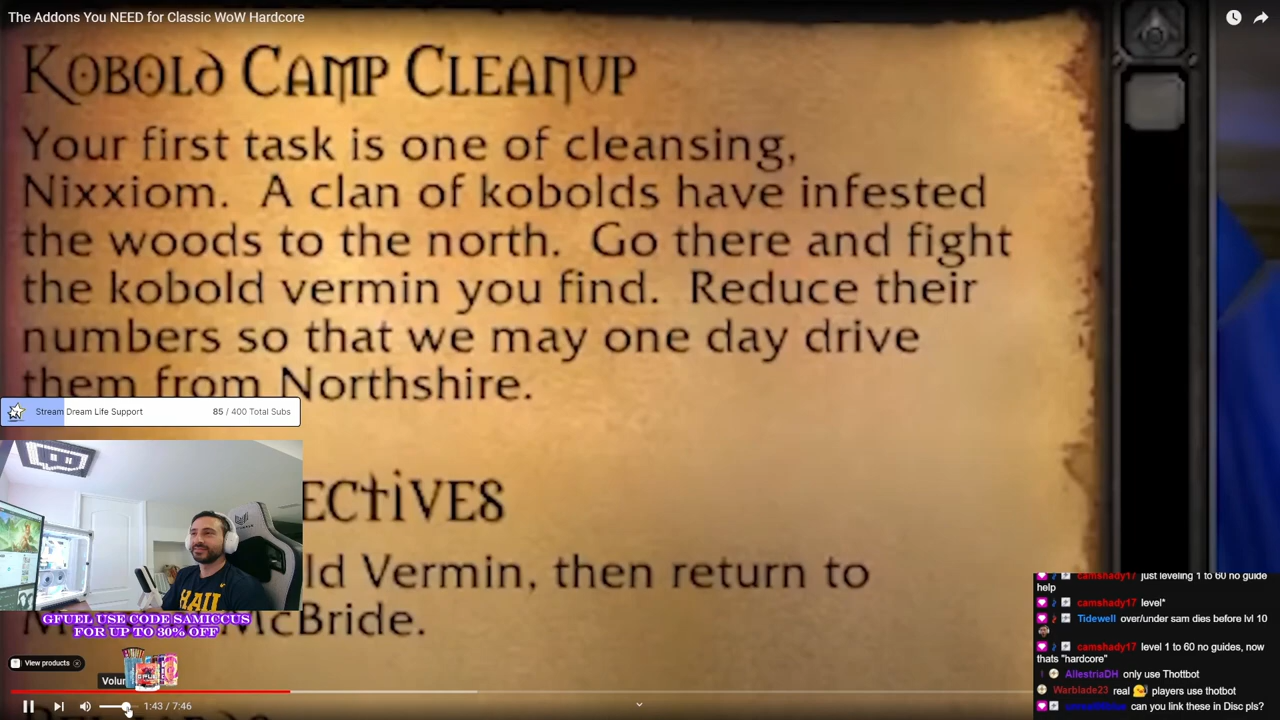 The Addons You NEED for Classic WoW Hardcore
Kobold Camp Cleanup
Your first task is one of cleansing,
Nixxiom. A clan of kobolds have infested
the woods to the north. Go there and fight
the kobold vermin you find. Reduce their
numbers so that we may one day drive
them from Northshire.
Stream Dream Life Support 85 / 400 Total Subs
ectives
ld Vermin, then return to
McBride.
HAIL
GFUEL USE CODE SAMICCUS
FOR UP TO 30% OFF
View products
Volu
1:43 / 7:46
camshady17 just leveling 1 to 60 no guide
help
camshady17 level*
Tidewell over/under sam dies before lvl 10
camshady17 level 1 to 60 no guides, now
thats "hardcore"
AllestriaDH only use Thottbot
Warblade23 real players use thotbot
can you link these in Disc pls?